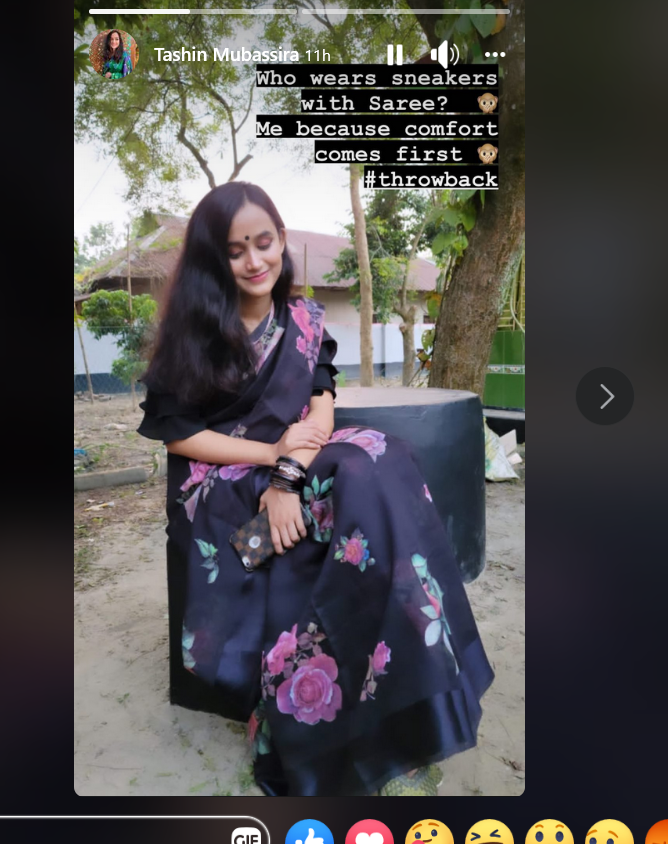 Tashin Mubassira 11h
Who wears sneakers
with Saree? 🙊
Me because comfort
comes first 🙊
#throwback
GIF